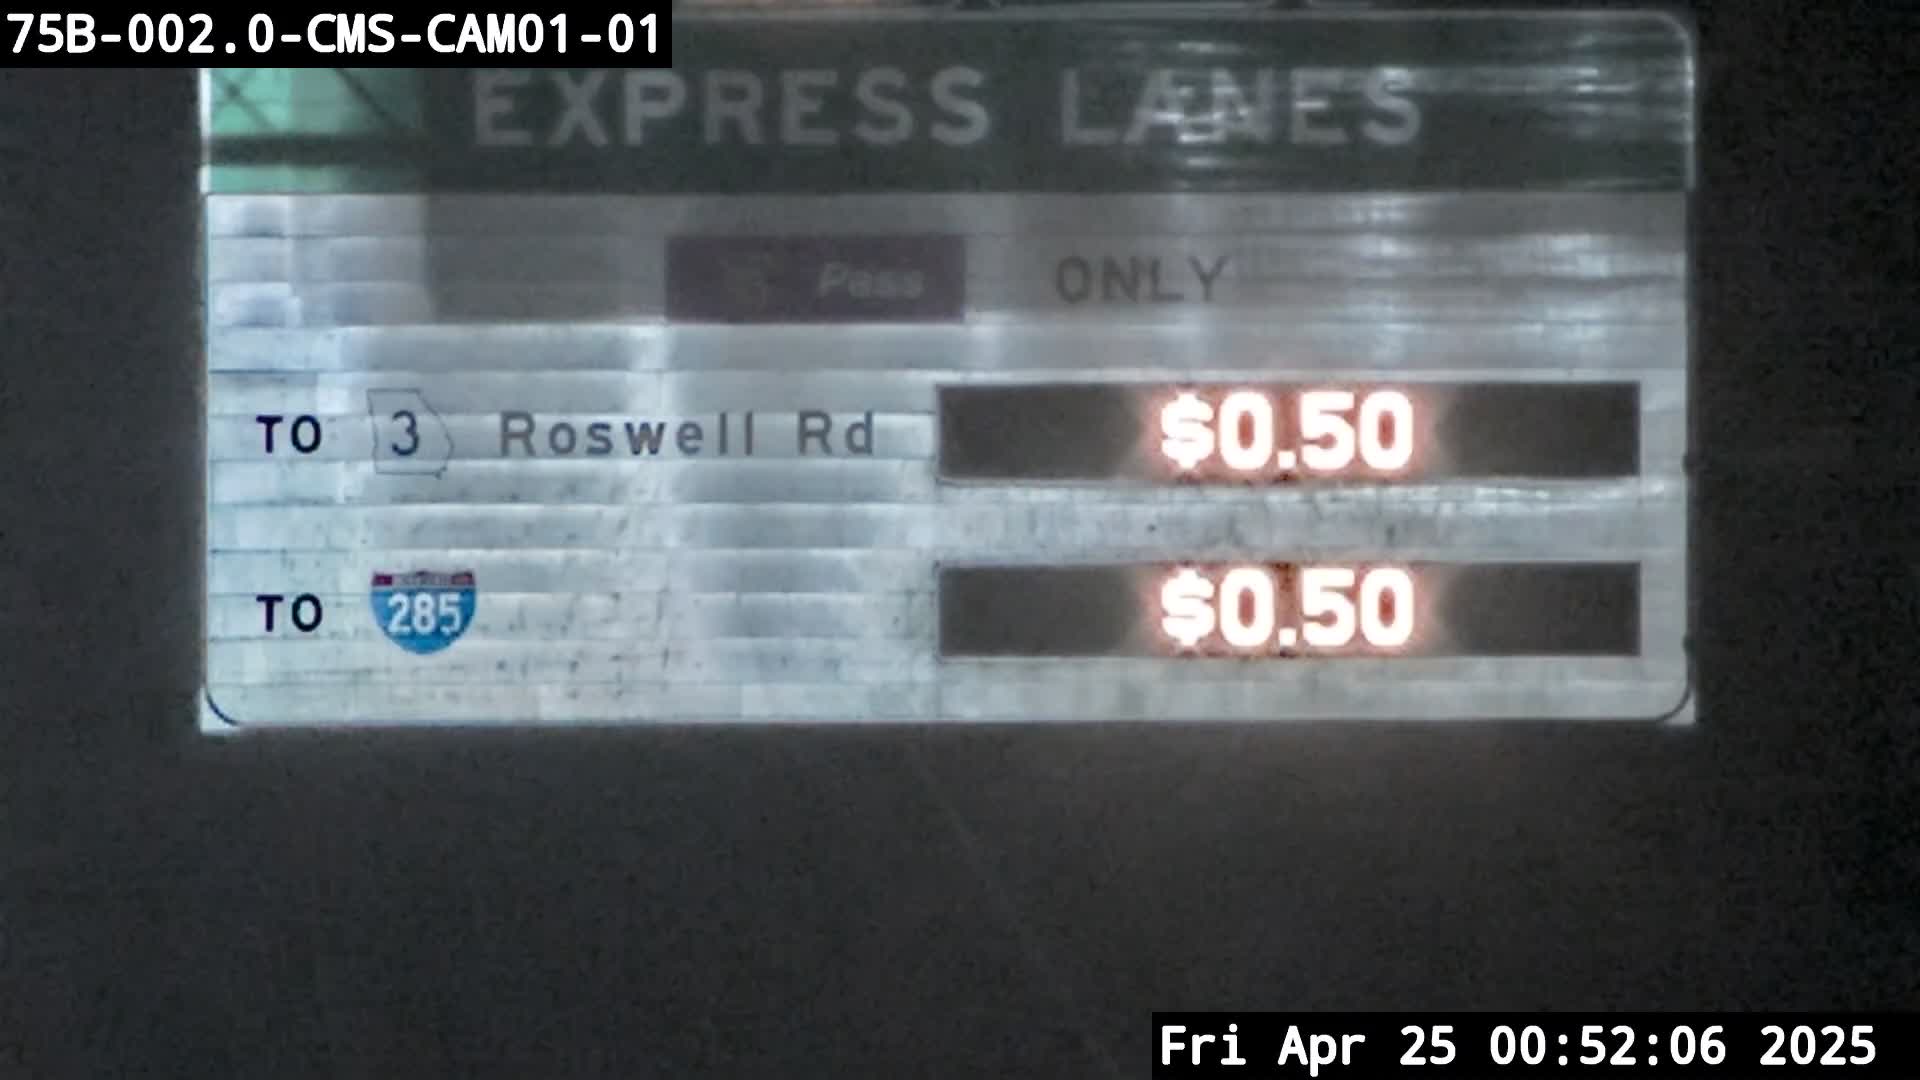 75B-002.0-CMS-CAM01-01
EXPRESS LANES
Pass ONLY
TO 3 Roswell Rd $0.50
TO 285 $0.50
Fri Apr 25 00:52:06 2025